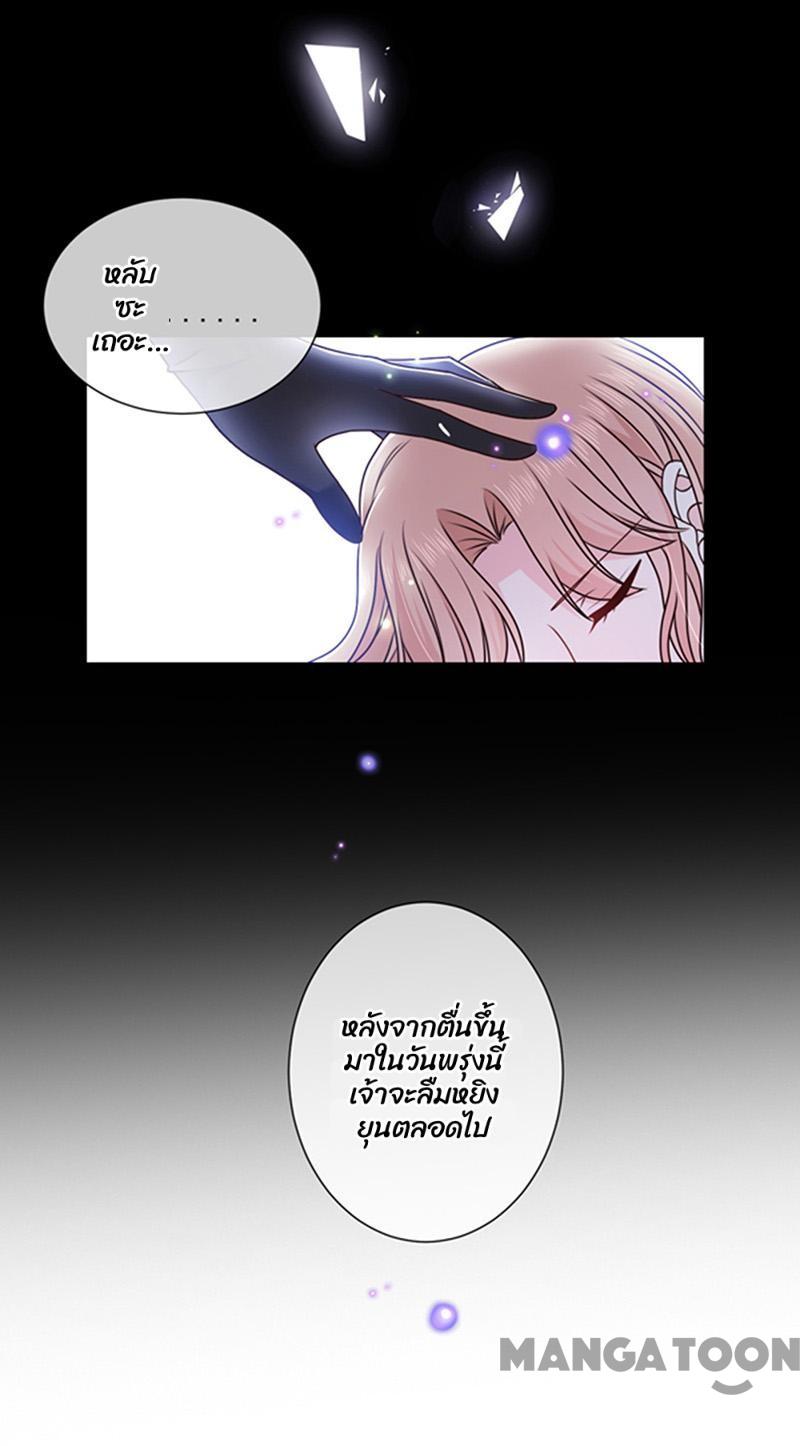 หลับ
ซะ
เถอะ... ......
หลังจากตื่นขึ้น
มาในวันพรุ่งนี้
เจ้าจะลืมหยิง
ยุนตลอดไป
MANGATOON